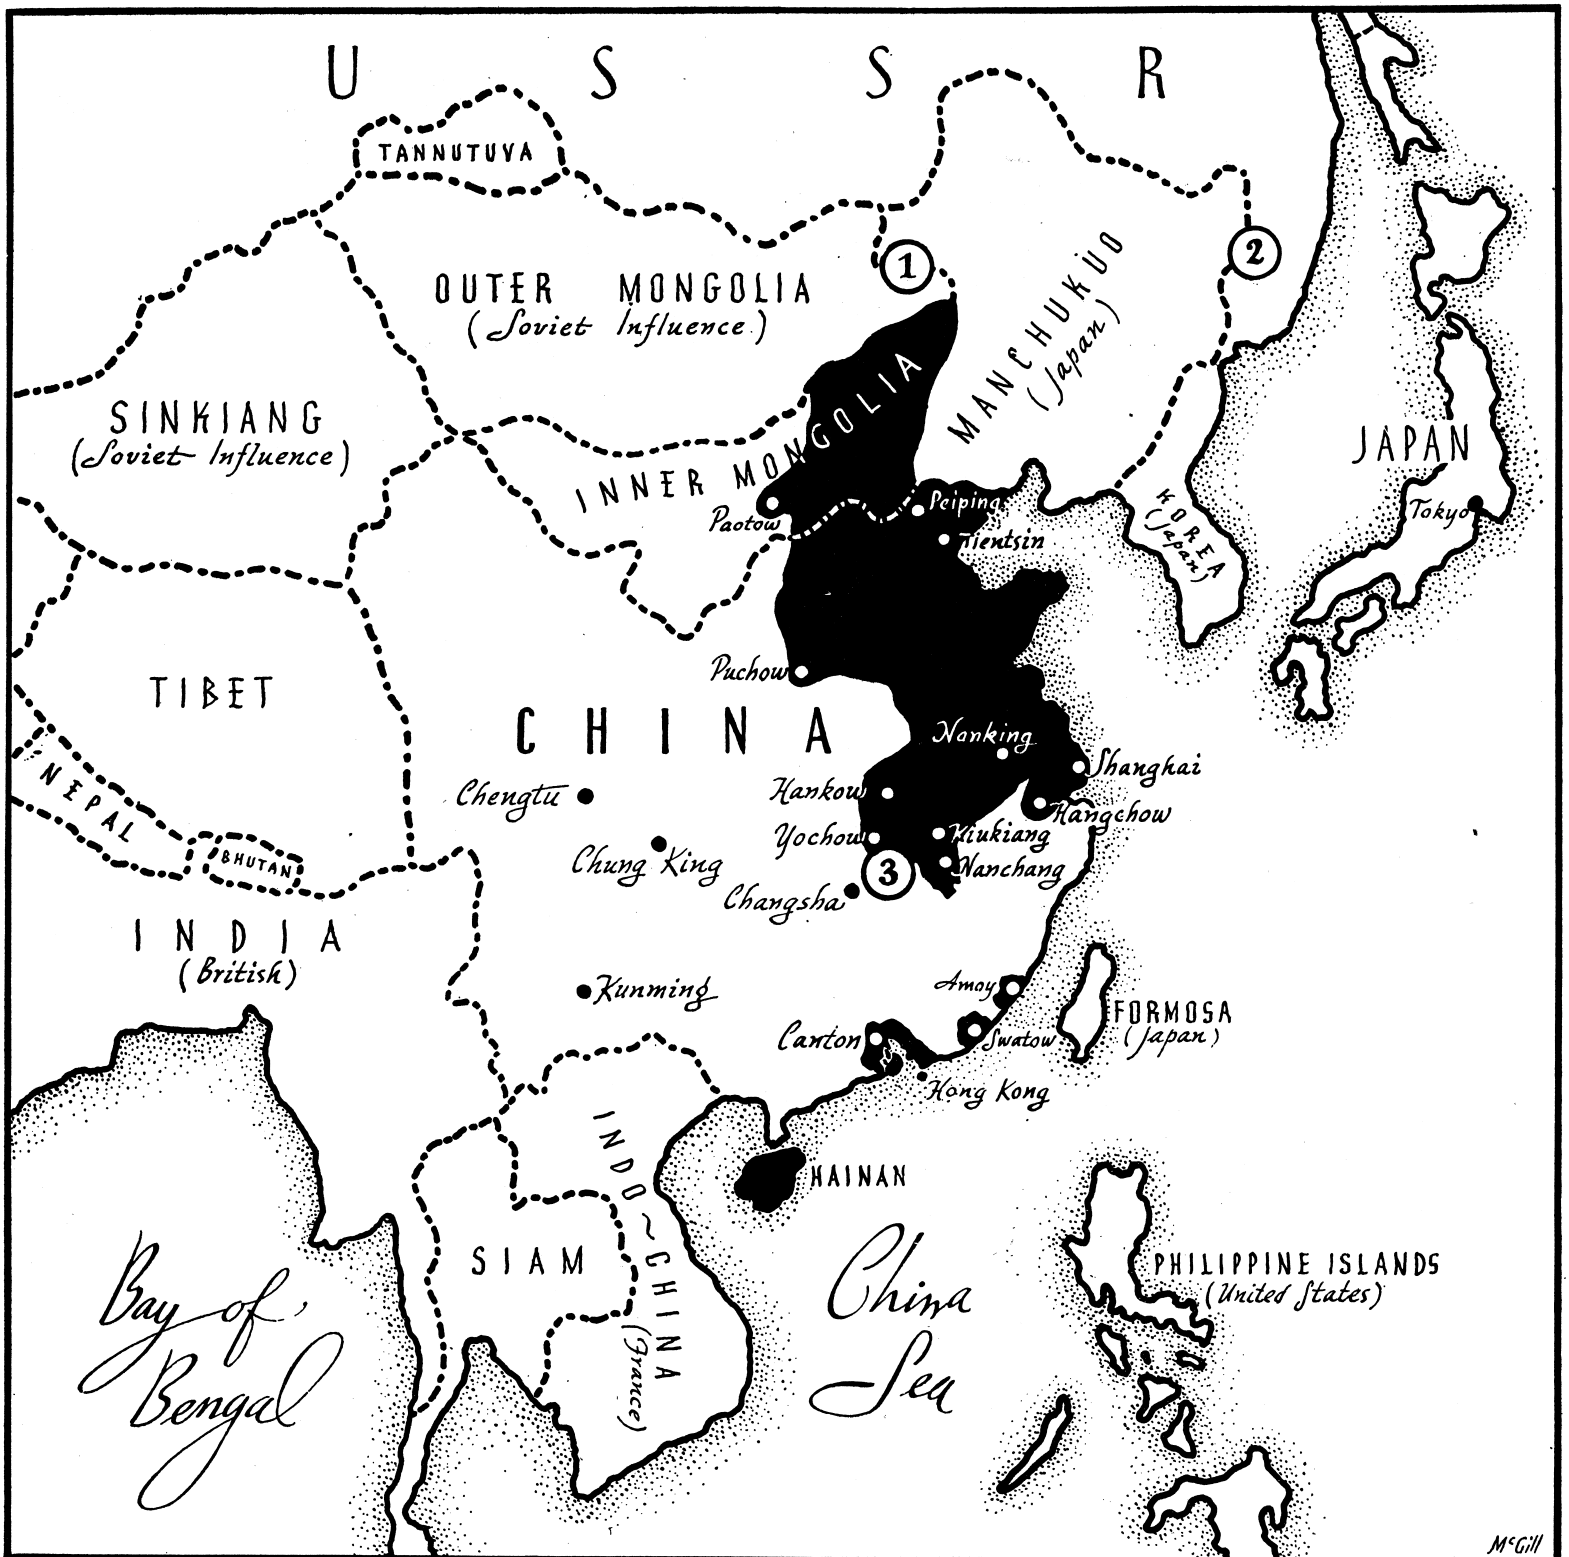 U S S R
TANNUTUVA
OUTER MONGOLIA
(Soviet Influence)
1
2
MANCHUKUO
(Japan)
SINKIANG
(Soviet Influence)
INNER MONGOLIA
Paotow
Peiping
Tientsin
KOREA
(Japan)
JAPAN
Tokyo
TIBET
Puchow
CHINA
Nanking
Shanghai
Hankow
Hangchow
Chengtu
NEPAL
Yochow
Kiukiang
Chung King
BHUTAN
3
Nanchang
Changsha
INDIA
(British)
Kunming
Amoy
Canton
Swatow
FORMOSA
(Japan)
Hong Kong
HAINAN
INDO~CHINA
(France)
SIAM
Bay of
Bengal
China
Sea
PHILIPPINE ISLANDS
(United States)
McGill